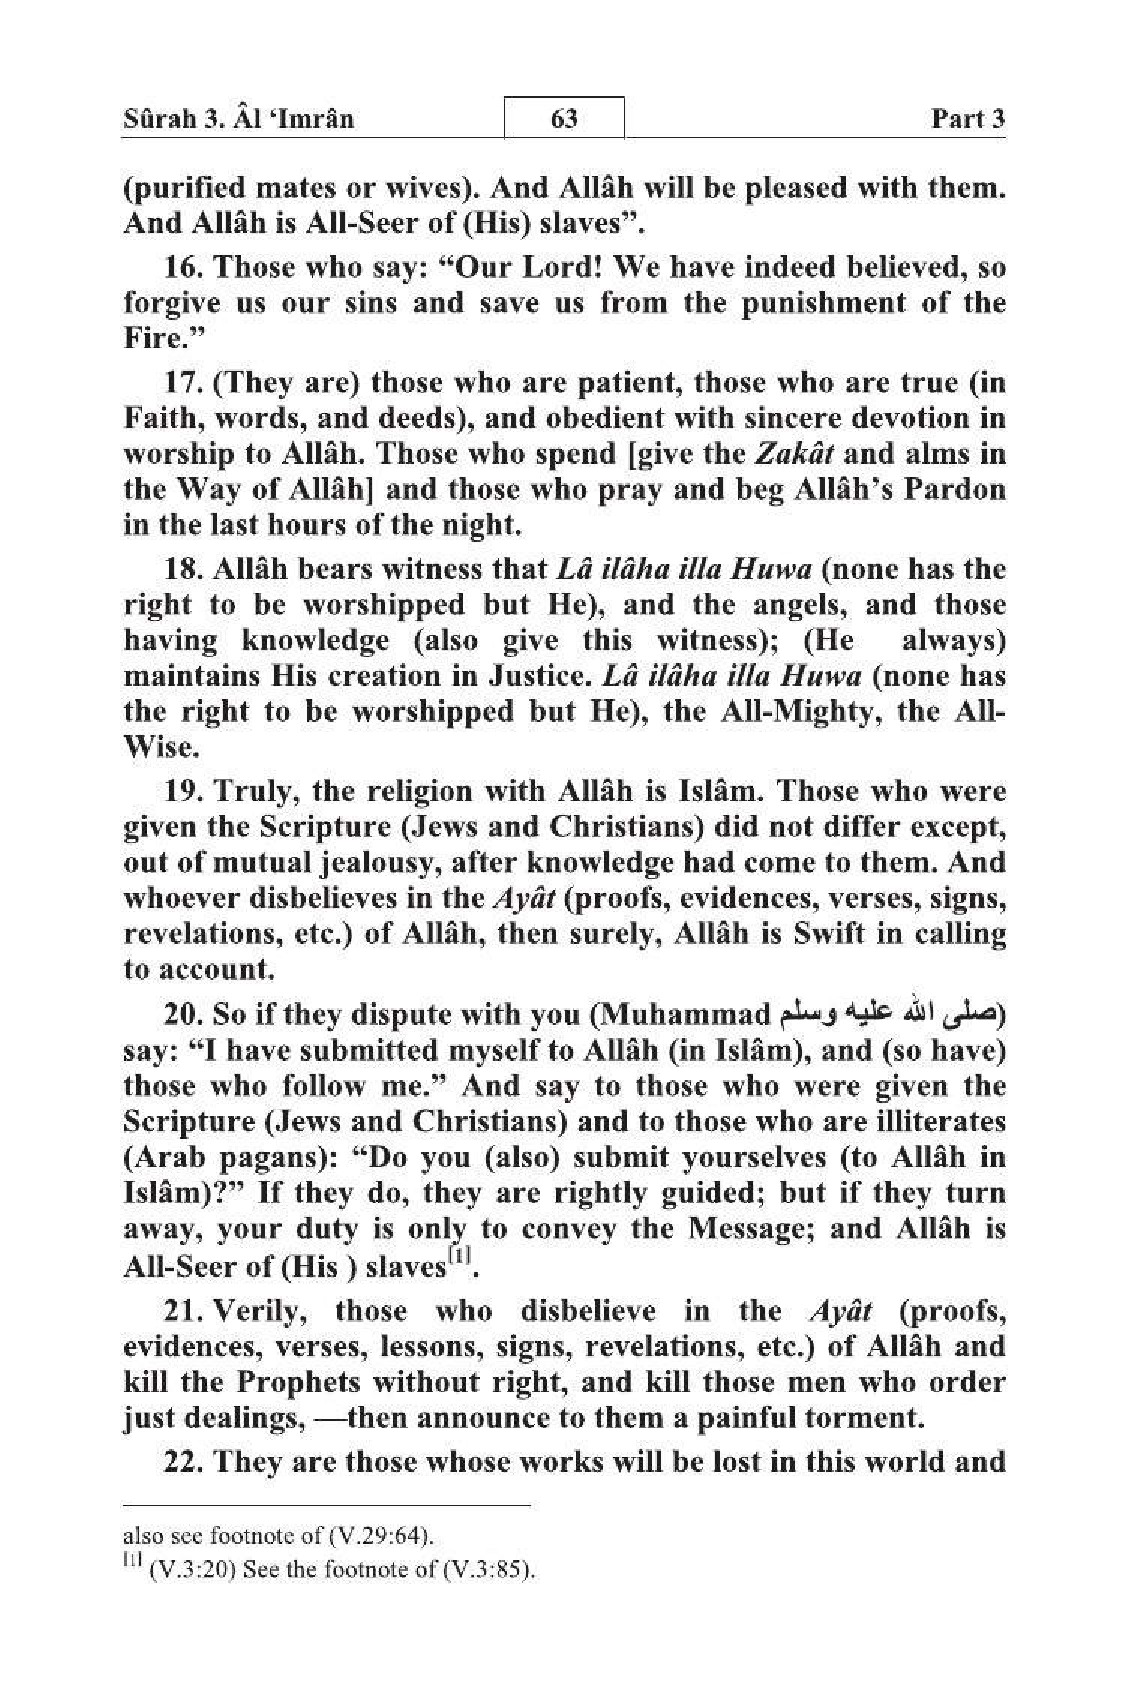 Sûrah 3. Âl ‘Imrân 63 Part 3
(purified mates or wives). And Allâh will be pleased with them.
And Allâh is All-Seer of (His) slaves”.
16. Those who say: “Our Lord! We have indeed believed, so
forgive us our sins and save us from the punishment of the
Fire.”
17. (They are) those who are patient, those who are true (in
Faith, words, and deeds), and obedient with sincere devotion in
worship to Allâh. Those who spend [give the Zakât and alms in
the Way of Allâh] and those who pray and beg Allâh’s Pardon
in the last hours of the night.
18. Allâh bears witness that Lâ ilâha illa Huwa (none has the
right to be worshipped but He), and the angels, and those
having knowledge (also give this witness); (He always)
maintains His creation in Justice. Lâ ilâha illa Huwa (none has
the right to be worshipped but He), the All-Mighty, the All-
Wise.
19. Truly, the religion with Allâh is Islâm. Those who were
given the Scripture (Jews and Christians) did not differ except,
out of mutual jealousy, after knowledge had come to them. And
whoever disbelieves in the Ayât (proofs, evidences, verses, signs,
revelations, etc.) of Allâh, then surely, Allâh is Swift in calling
to account.
20. So if they dispute with you (Muhammad صلى الله عليه وسلم)
say: “I have submitted myself to Allâh (in Islâm), and (so have)
those who follow me.” And say to those who were given the
Scripture (Jews and Christians) and to those who are illiterates
(Arab pagans): “Do you (also) submit yourselves (to Allâh in
Islâm)?” If they do, they are rightly guided; but if they turn
away, your duty is only to convey the Message; and Allâh is
All-Seer of (His ) slaves[1].
21. Verily, those who disbelieve in the Ayât (proofs,
evidences, verses, lessons, signs, revelations, etc.) of Allâh and
kill the Prophets without right, and kill those men who order
just dealings, —then announce to them a painful torment.
22. They are those whose works will be lost in this world and
also see footnote of (V.29:64).
[1] (V.3:20) See the footnote of (V.3:85).